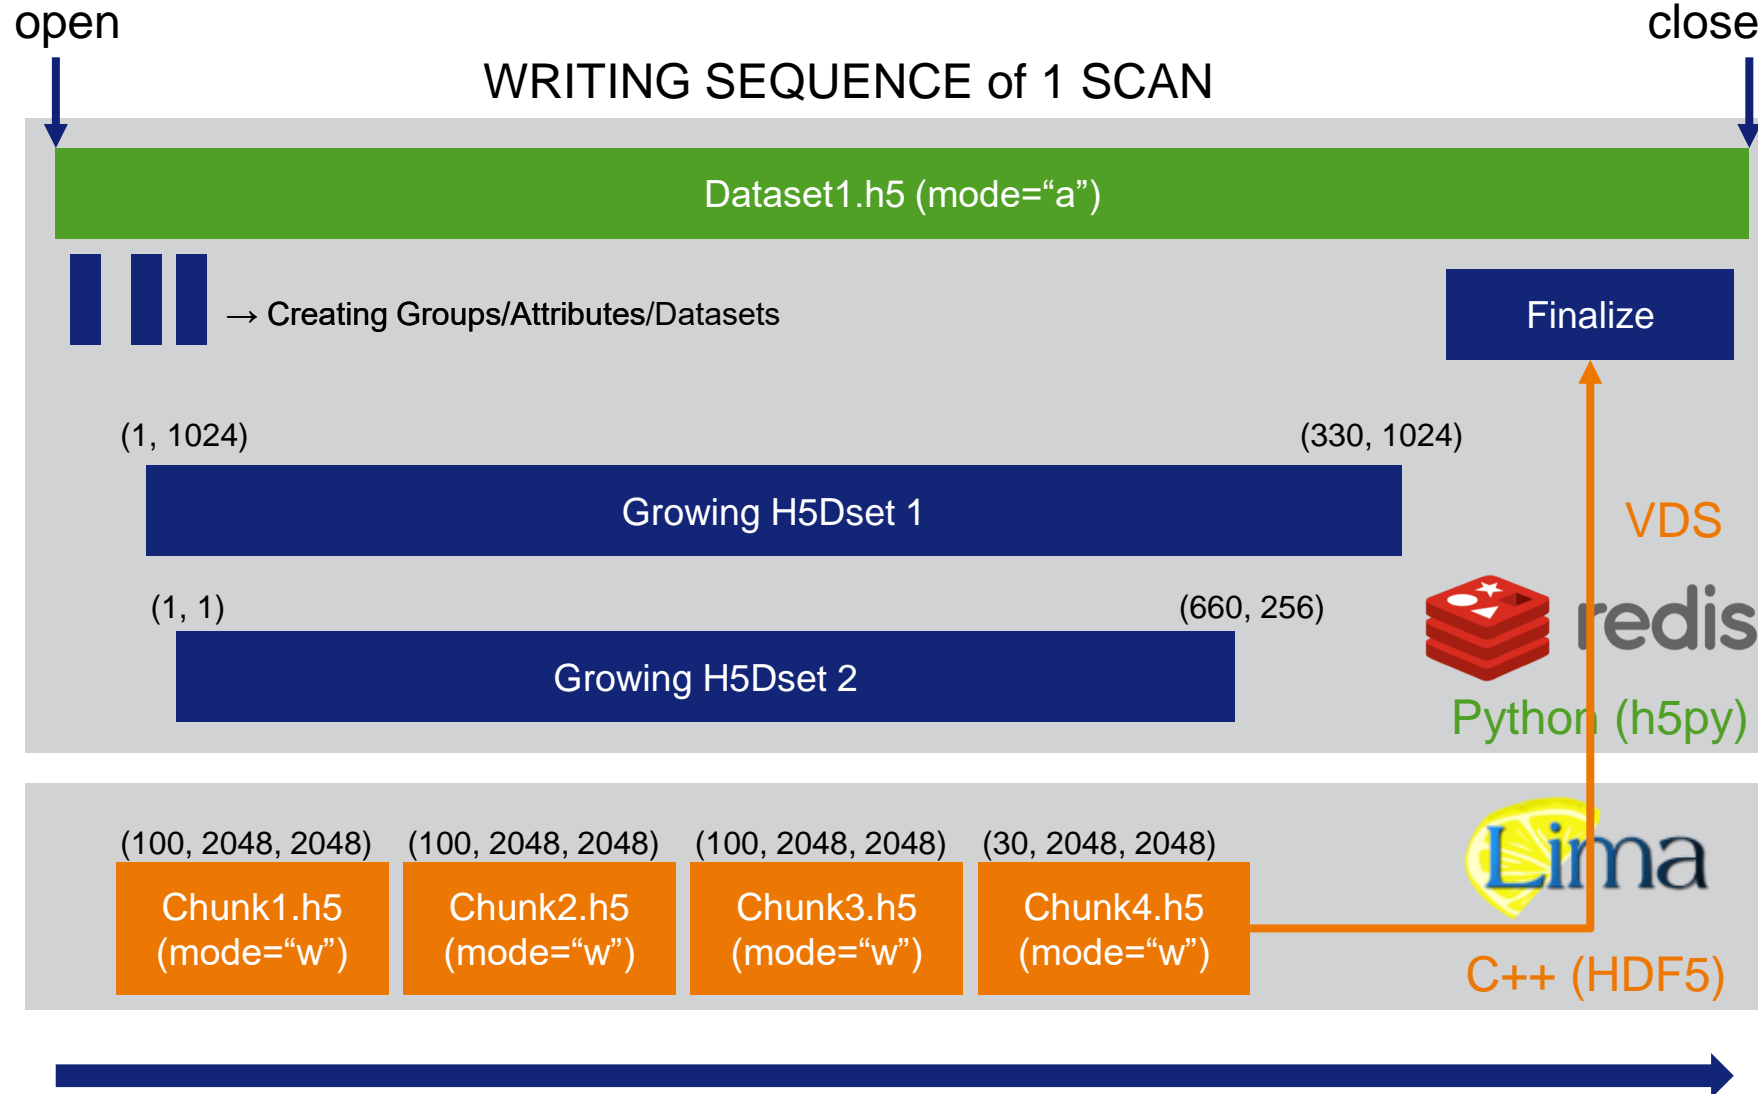 open
close
WRITING SEQUENCE of 1 SCAN
Dataset1.h5 (mode=“a”)
→ Creating Groups/Attributes/Datasets
Finalize
(1, 1024)
(330, 1024)
Growing H5Dset 1
VDS
(1, 1)
(660, 256)
redis
Growing H5Dset 2
Python (h5py)
(100, 2048, 2048)
(100, 2048, 2048)
(100, 2048, 2048)
(30, 2048, 2048)
Lima
Chunk1.h5
(mode=“w”)
Chunk2.h5
(mode=“w”)
Chunk3.h5
(mode=“w”)
Chunk4.h5
(mode=“w”)
C++ (HDF5)